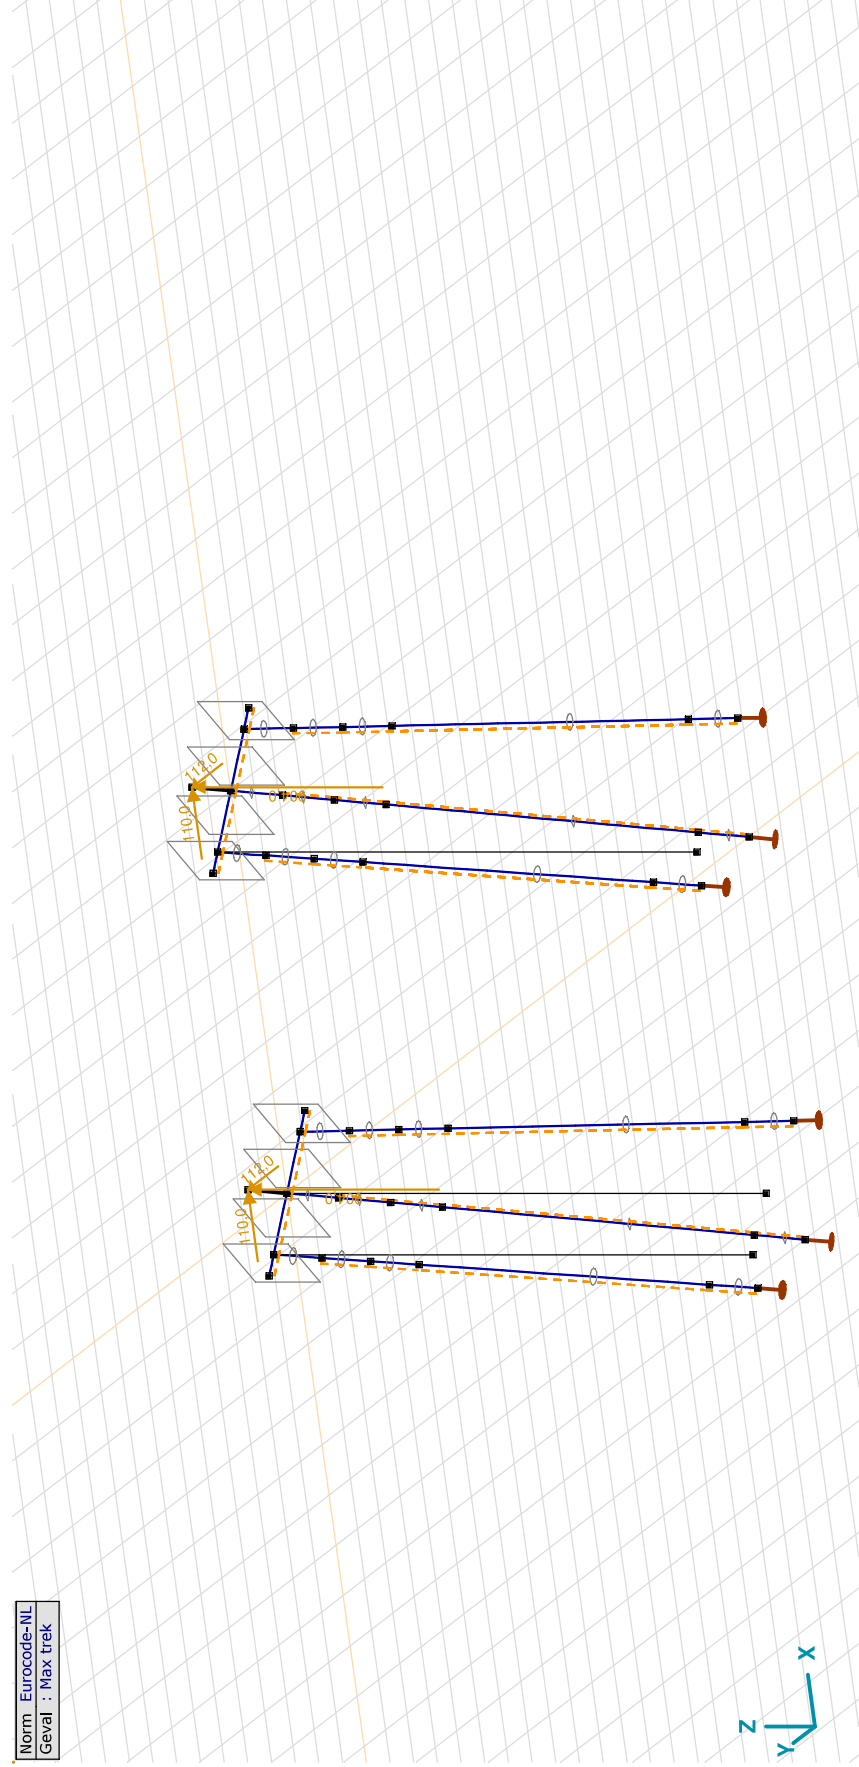 Norm Eurocode-NL
Geval : Max trek
112,0
110,0
112,0
110,0
Z
X
Y